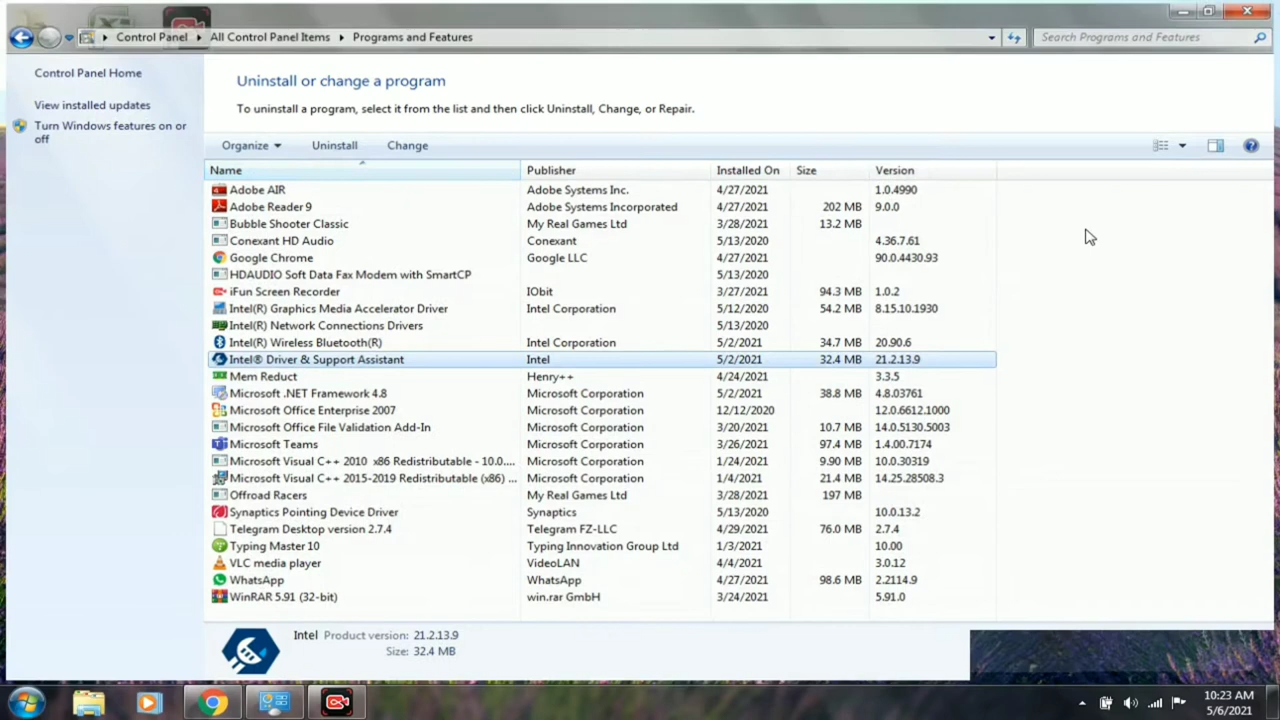 Control Panel All Control Panel Items Programs and Features Search Programs and Features
Control Panel Home
View installed updates
Turn Windows features on or
off
Uninstall or change a program
To uninstall a program, select it from the list and then click Uninstall, Change, or Repair.
Organize Uninstall Change
Name Publisher Installed On Size Version
Adobe AIR Adobe Systems Inc. 4/27/2021 1.0.4990
Adobe Reader 9 Adobe Systems Incorporated 4/27/2021 202 MB 9.0.0
Bubble Shooter Classic My Real Games Ltd 3/28/2021 13.2 MB
Conexant HD Audio Conexant 5/13/2020 4.36.7.61
Google Chrome Google LLC 4/27/2021 90.0.4430.93
HDAUDIO Soft Data Fax Modem with SmartCP 5/13/2020
iFun Screen Recorder IObit 3/27/2021 94.3 MB 1.0.2
Intel(R) Graphics Media Accelerator Driver Intel Corporation 5/12/2020 54.2 MB 8.15.10.1930
Intel(R) Network Connections Drivers 5/13/2020
Intel(R) Wireless Bluetooth(R) Intel Corporation 5/2/2021 34.7 MB 20.90.6
Intel® Driver & Support Assistant Intel 5/2/2021 32.4 MB 21.2.13.9
Mem Reduct Henry++ 4/24/2021 3.3.5
Microsoft .NET Framework 4.8 Microsoft Corporation 5/2/2021 38.8 MB 4.8.03761
Microsoft Office Enterprise 2007 Microsoft Corporation 12/12/2020 12.0.6612.1000
Microsoft Office File Validation Add-In Microsoft Corporation 3/20/2021 10.7 MB 14.0.5130.5003
Microsoft Teams Microsoft Corporation 3/26/2021 97.4 MB 1.4.00.7174
Microsoft Visual C++ 2010 x86 Redistributable - 10.0.... Microsoft Corporation 1/24/2021 9.90 MB 10.0.30319
Microsoft Visual C++ 2015-2019 Redistributable (x86) ... Microsoft Corporation 1/4/2021 21.4 MB 14.25.28508.3
Offroad Racers My Real Games Ltd 3/28/2021 197 MB
Synaptics Pointing Device Driver Synaptics 5/13/2020 10.0.13.2
Telegram Desktop version 2.7.4 Telegram FZ-LLC 4/29/2021 76.0 MB 2.7.4
Typing Master 10 Typing Innovation Group Ltd 1/3/2021 10.00
VLC media player VideoLAN 4/4/2021 3.0.12
WhatsApp WhatsApp 4/27/2021 98.6 MB 2.2114.9
WinRAR 5.91 (32-bit) win.rar GmbH 3/24/2021 5.91.0
Intel Product version: 21.2.13.9
Size: 32.4 MB
10:23 AM
5/6/2021